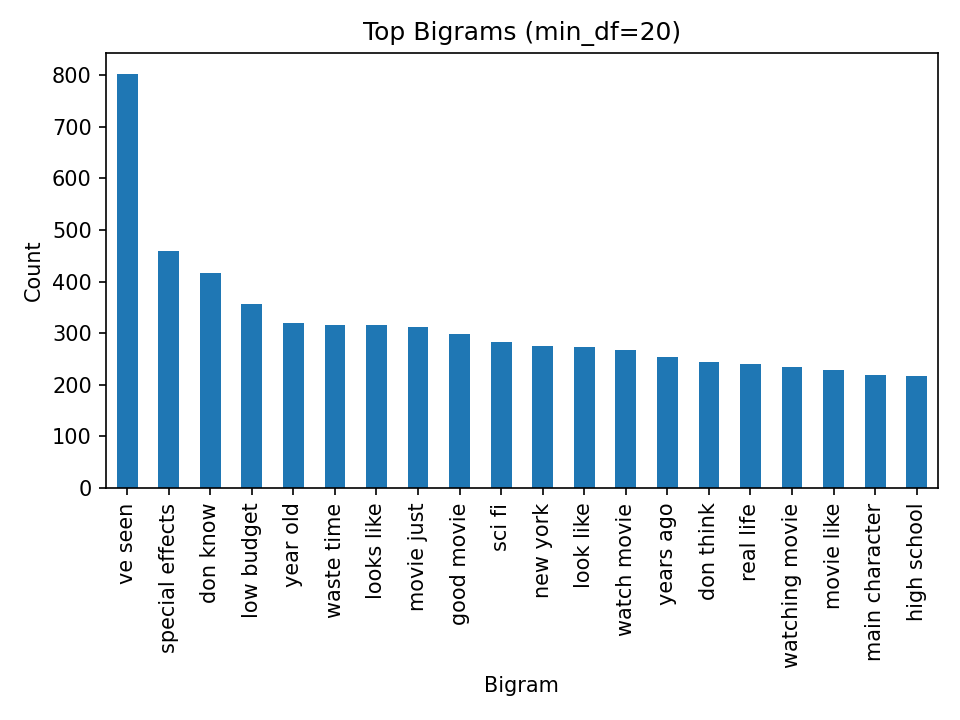 Top Bigrams (min_df=20)
800
700
600
500
400
300
200
100
0
Count
ve seen
special effects
don know
low budget
year old
waste time
looks like
movie just
good movie
sci fi
new york
look like
watch movie
years ago
don think
real life
watching movie
movie like
main character
high school
Bigram